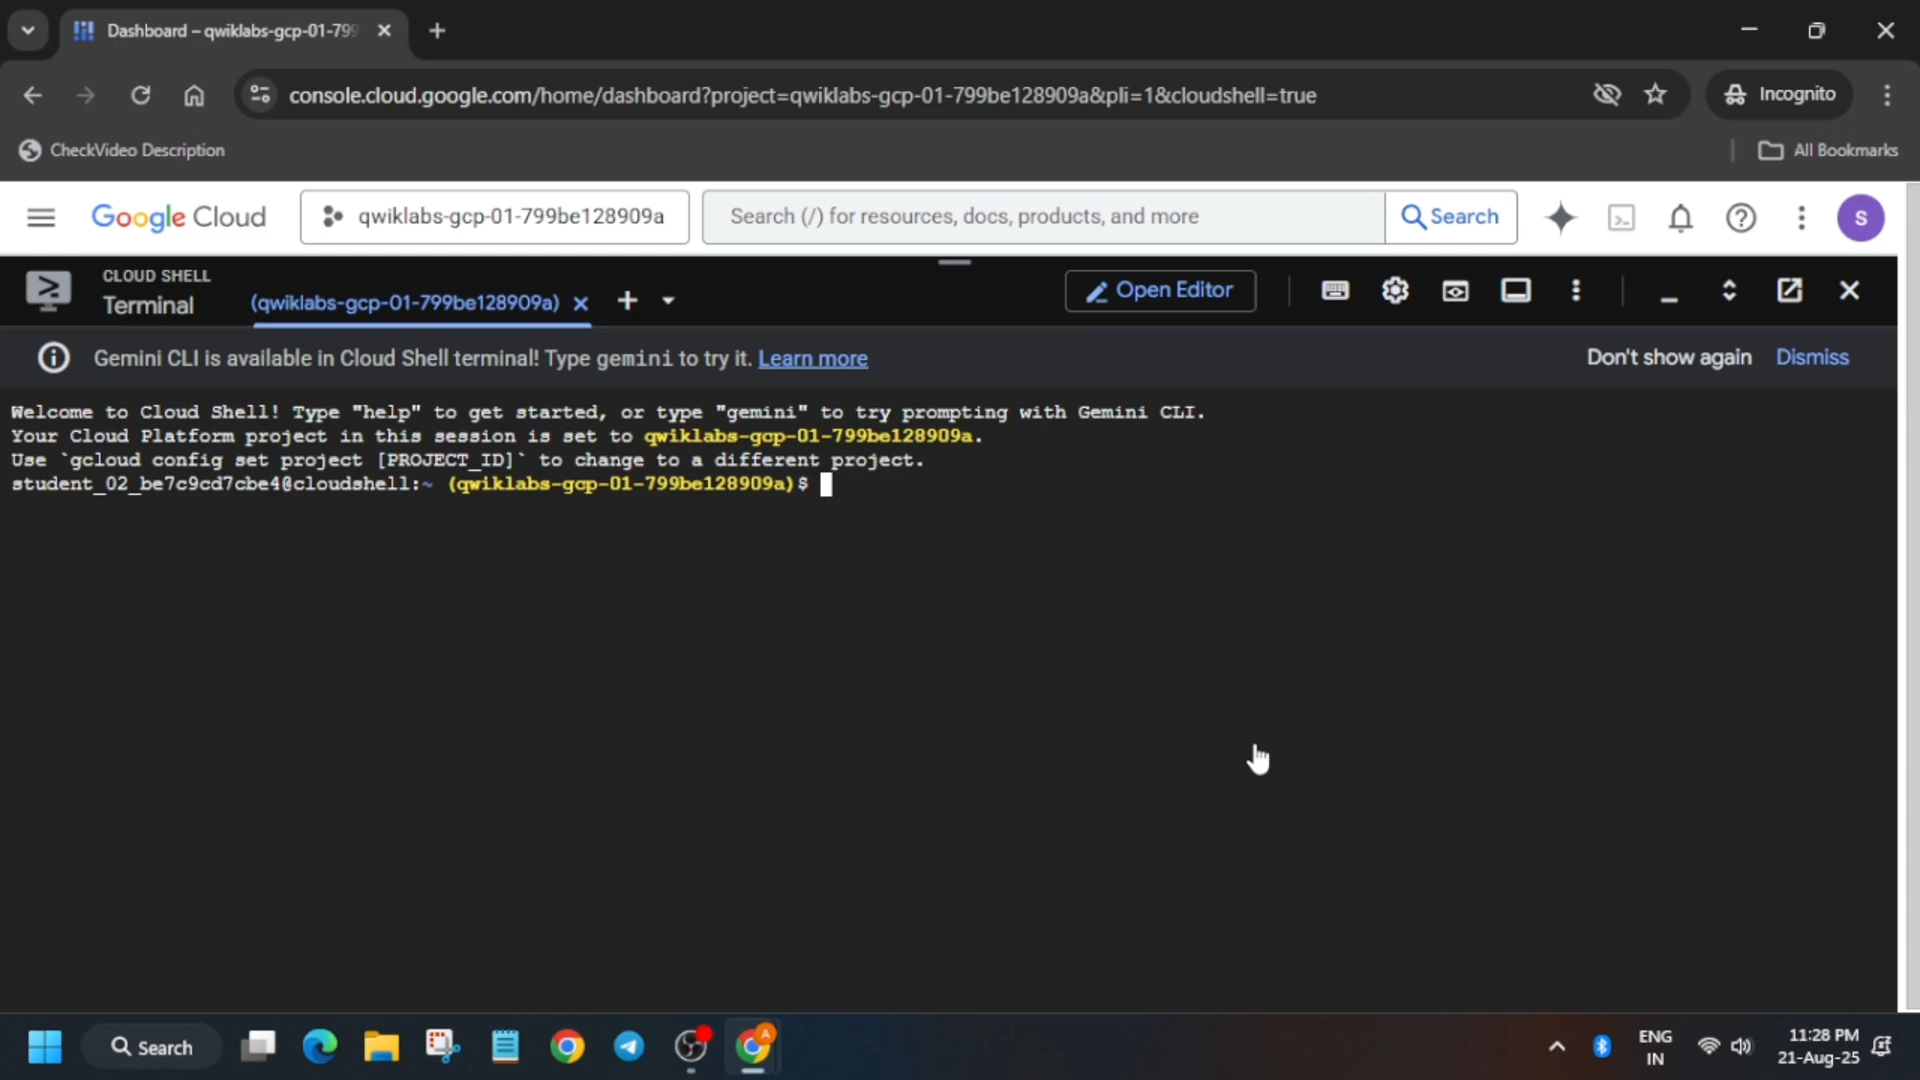 Dashboard – qwiklabs-gcp-01-799
console.cloud.google.com/home/dashboard?project=qwiklabs-gcp-01-799be128909a&pli=1&cloudshell=true
Incognito
CheckVideo Description
All Bookmarks
Google Cloud
qwiklabs-gcp-01-799be128909a
Search (/) for resources, docs, products, and more
Search
S
CLOUD SHELL
Terminal
(qwiklabs-gcp-01-799be128909a)
Open Editor
Gemini CLI is available in Cloud Shell terminal! Type gemini to try it. Learn more
Don't show again
Dismiss
Welcome to Cloud Shell! Type "help" to get started, or type "gemini" to try prompting with Gemini CLI.
Your Cloud Platform project in this session is set to qwiklabs-gcp-01-799be128909a.
Use `gcloud config set project [PROJECT_ID]` to change to a different project.
student_02_be7c9cd7cbe4@cloudshell:~ (qwiklabs-gcp-01-799be128909a)$
Search
A
ENG
IN
11:28 PM
21-Aug-25